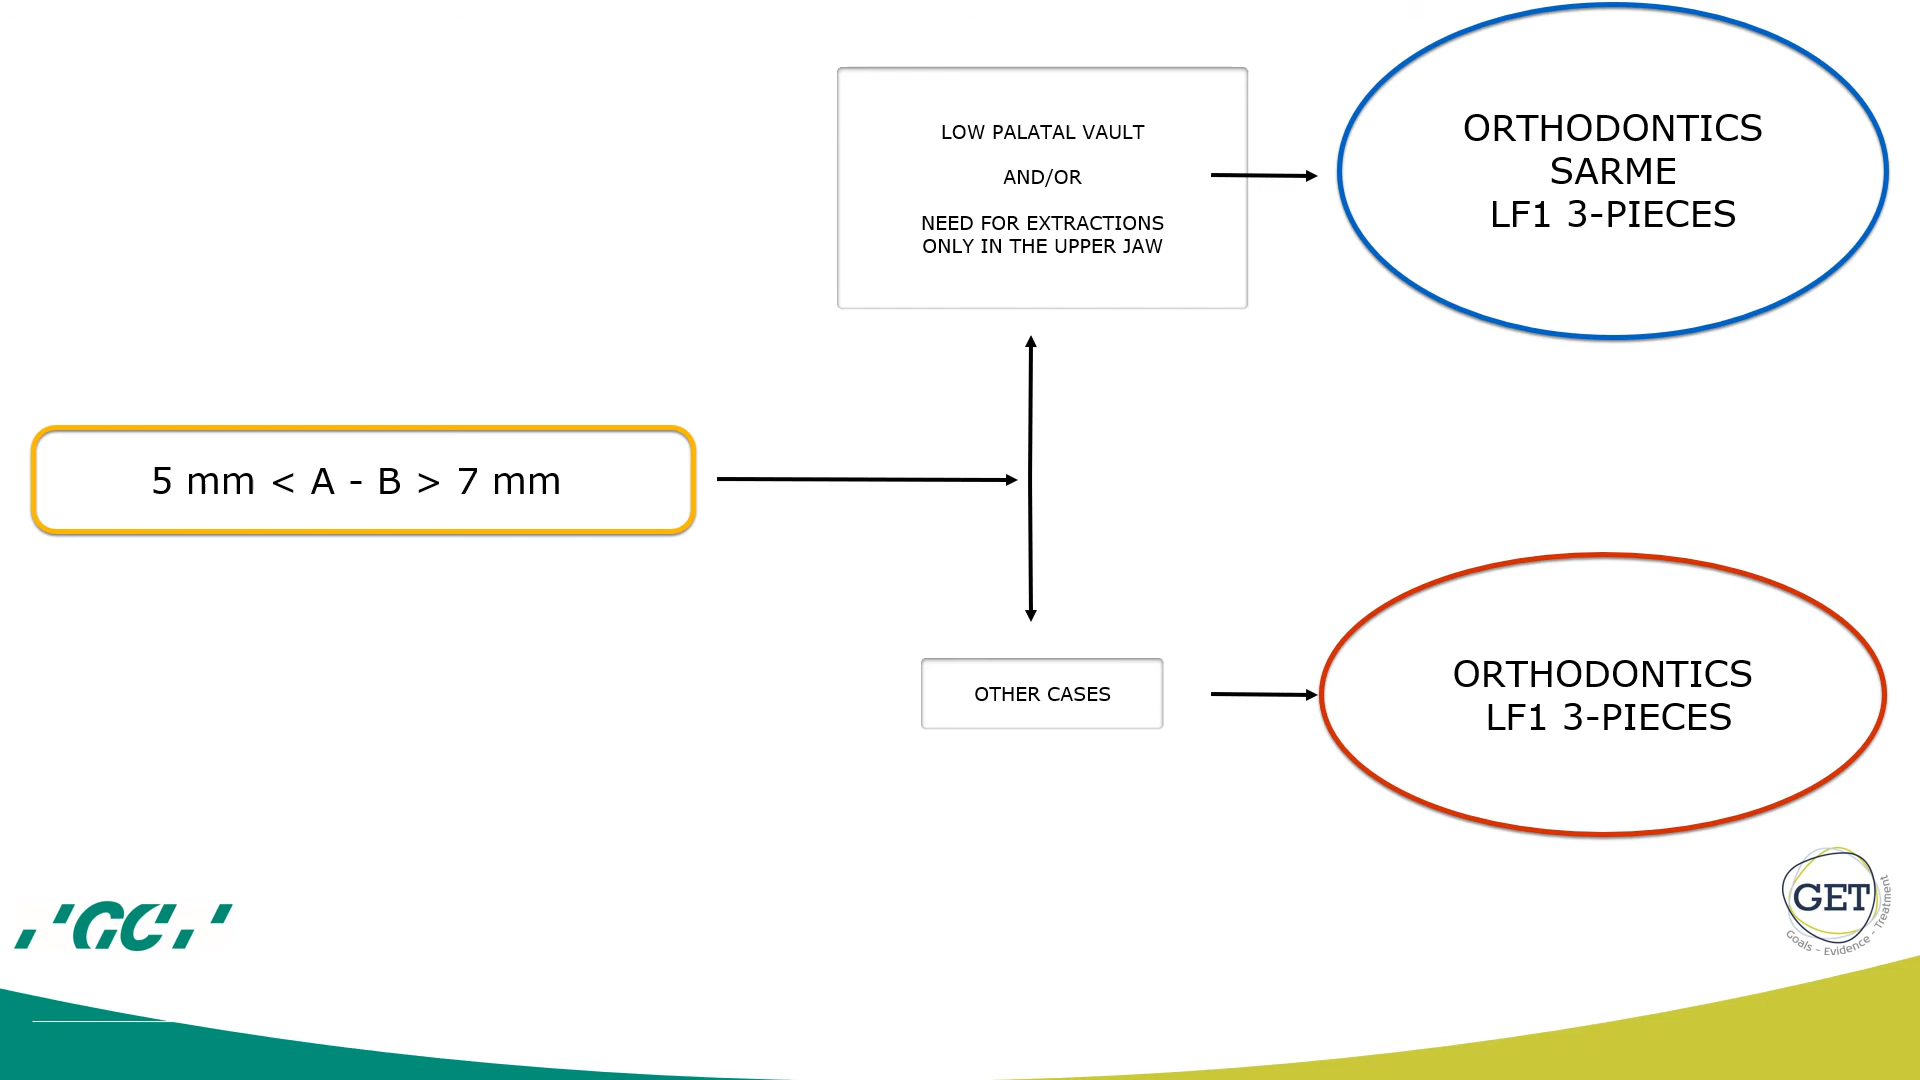 LOW PALATAL VAULT
AND/OR
NEED FOR EXTRACTIONS
ONLY IN THE UPPER JAW
ORTHODONTICS
SARME
LF1 3-PIECES
5 mm < A - B > 7 mm
OTHER CASES
ORTHODONTICS
LF1 3-PIECES
GC
GET
Goals - Evidence - Treatment